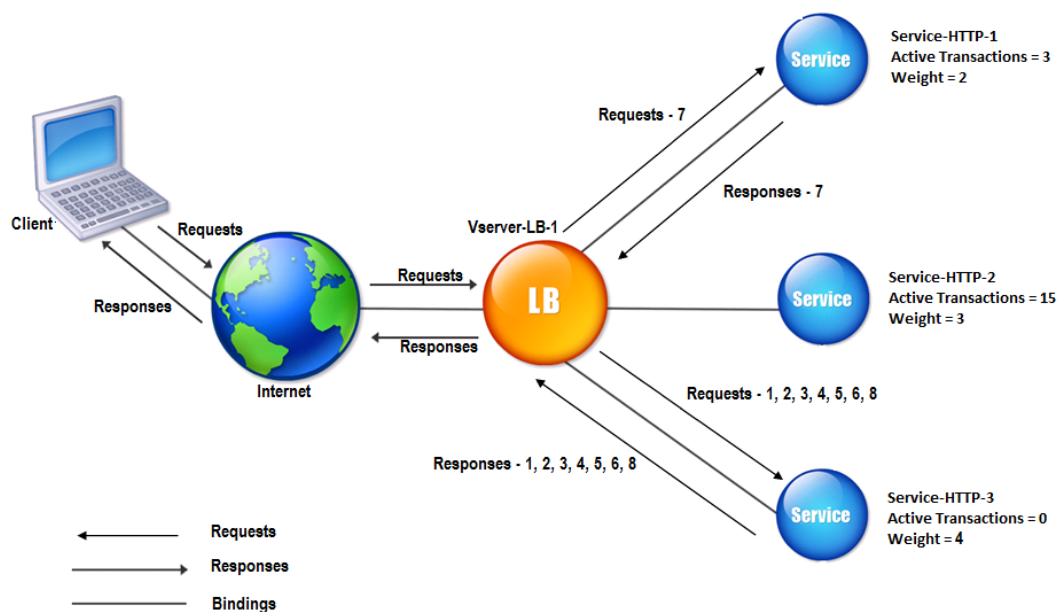 Service-HTTP-1
Active Transactions = 3
Weight = 2
Service
Requests - 7
Responses - 7
Client
Requests
Vserver-LB-1
Service-HTTP-2
Active Transactions = 15
Weight = 3
Requests
Responses
LB
Service
Responses
Internet
Requests - 1, 2, 3, 4, 5, 6, 8
Responses - 1, 2, 3, 4, 5, 6, 8
Service-HTTP-3
Active Transactions = 0
Weight = 4
Service
Requests
Responses
Bindings